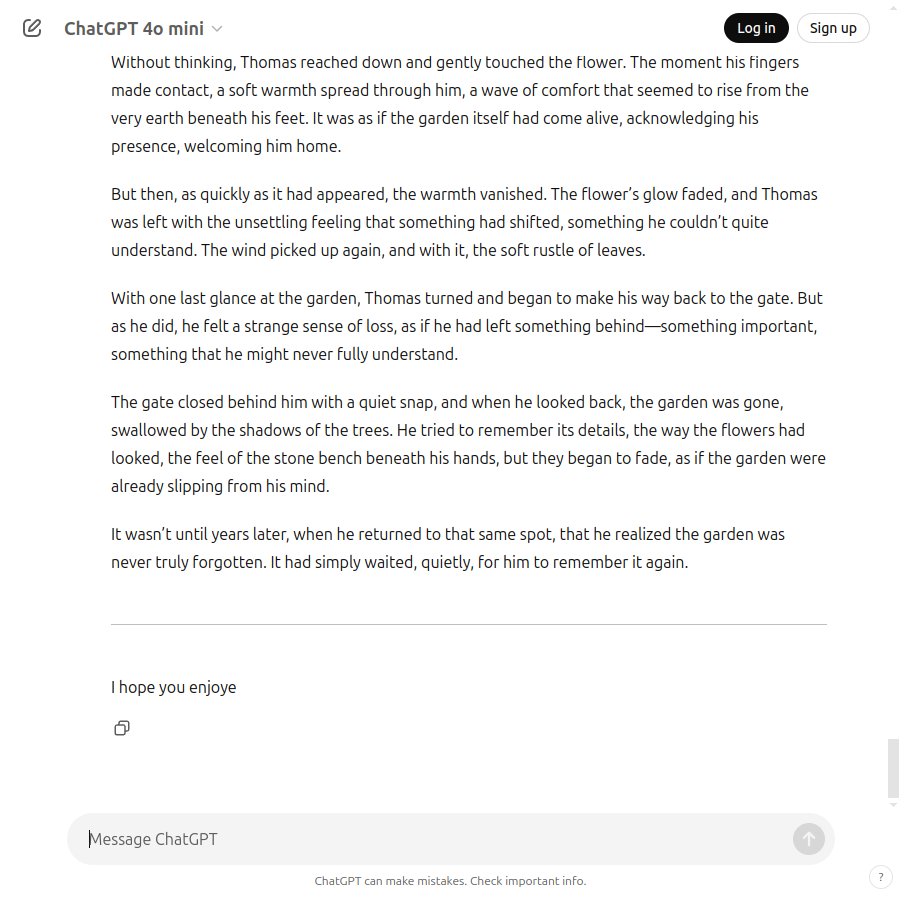 ChatGPT 4o mini
Log in
Sign up
Without thinking, Thomas reached down and gently touched the flower. The moment his fingers
made contact, a soft warmth spread through him, a wave of comfort that seemed to rise from the
very earth beneath his feet. It was as if the garden itself had come alive, acknowledging his
presence, welcoming him home.
But then, as quickly as it had appeared, the warmth vanished. The flower’s glow faded, and Thomas
was left with the unsettling feeling that something had shifted, something he couldn’t quite
understand. The wind picked up again, and with it, the soft rustle of leaves.
With one last glance at the garden, Thomas turned and began to make his way back to the gate. But
as he did, he felt a strange sense of loss, as if he had left something behind—something important,
something that he might never fully understand.
The gate closed behind him with a quiet snap, and when he looked back, the garden was gone,
swallowed by the shadows of the trees. He tried to remember its details, the way the flowers had
looked, the feel of the stone bench beneath his hands, but they began to fade, as if the garden were
already slipping from his mind.
It wasn’t until years later, when he returned to that same spot, that he realized the garden was
never truly forgotten. It had simply waited, quietly, for him to remember it again.
I hope you enjoye
Message ChatGPT
ChatGPT can make mistakes. Check important info.
?